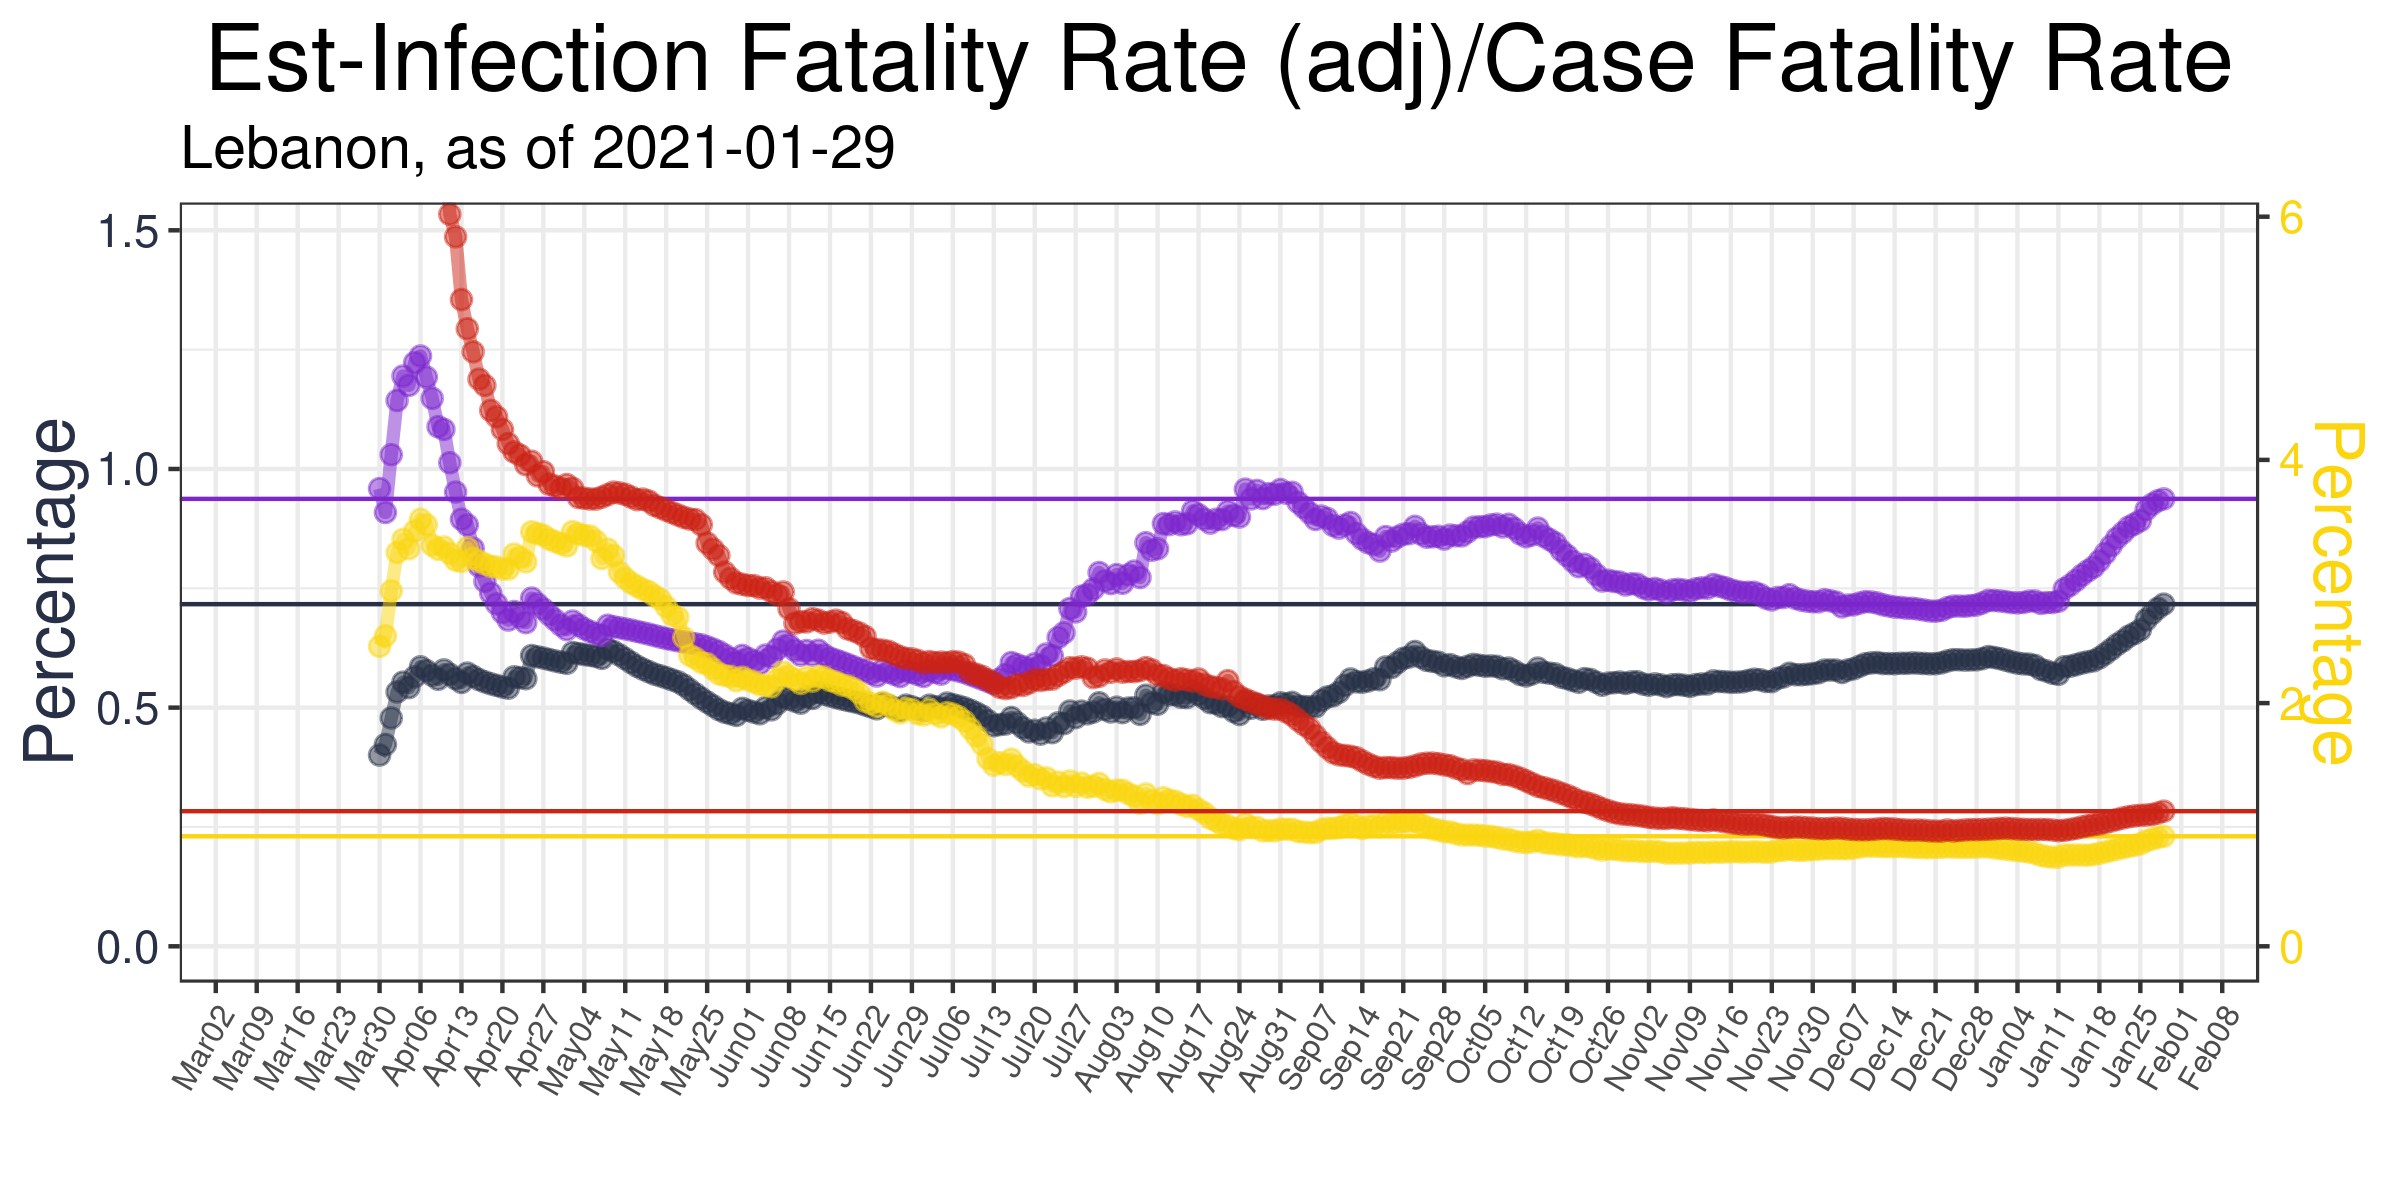 Est-Infection Fatality Rate (adj)/Case Fatality Rate
Lebanon, as of 2021-01-29
Percentage
1.5
1.0
0.5
0.0
6
4
2
0
Percentage
Mar02
Mar09
Mar16
Mar23
Mar30
Apr06
Apr13
Apr20
Apr27
May04
May11
May18
May25
Jun01
Jun08
Jun15
Jun22
Jun29
Jul06
Jul13
Jul20
Jul27
Aug03
Aug10
Aug17
Aug24
Aug31
Sep07
Sep14
Sep21
Sep28
Oct05
Oct12
Oct19
Oct26
Nov02
Nov09
Nov16
Nov23
Nov30
Dec07
Dec14
Dec21
Dec28
Jan04
Jan11
Jan18
Jan25
Feb01
Feb08